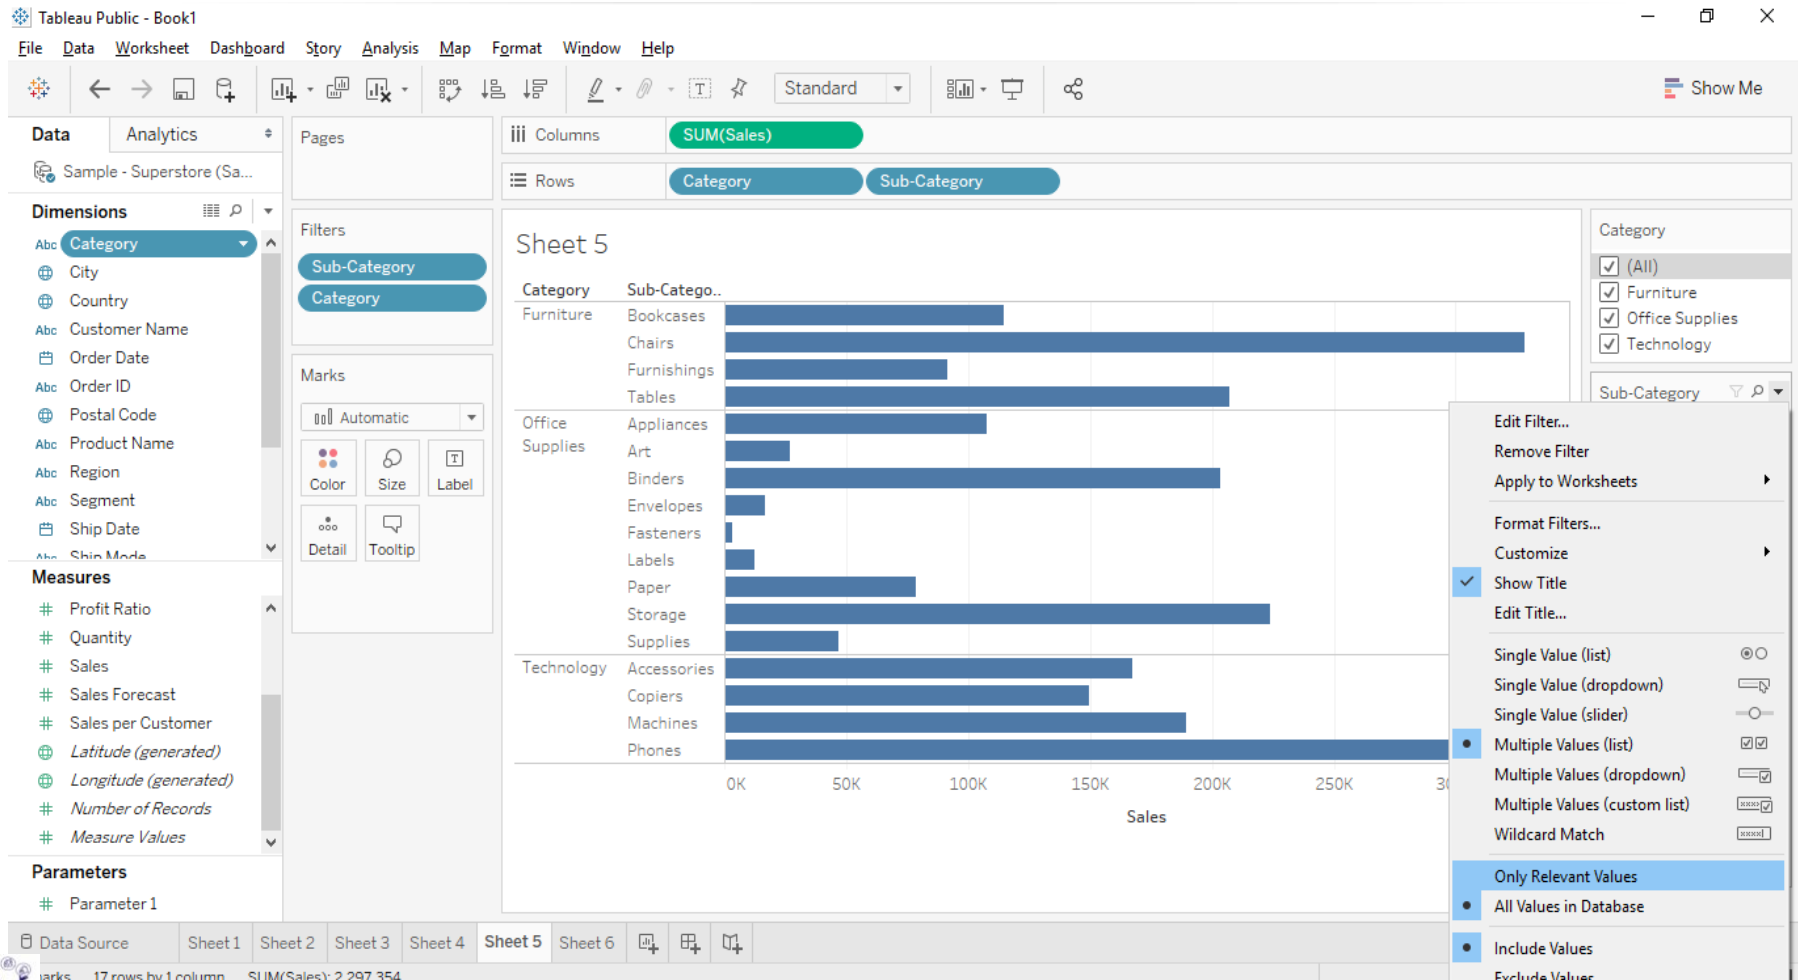 Tableau Public - Book1
File Data Worksheet Dashboard Story Analysis Map Format Window Help
Standard
Show Me
Data
Analytics
Sample - Superstore (Sa...
Dimensions
Abc Category
City
Country
Abc Customer Name
Order Date
Abc Order ID
Postal Code
Abc Product Name
Abc Region
Abc Segment
Ship Date
Abc Ship Mode
Measures
# Profit Ratio
# Quantity
# Sales
# Sales Forecast
# Sales per Customer
Latitude (generated)
Longitude (generated)
# Number of Records
# Measure Values
Parameters
# Parameter 1
Pages
Filters
Sub-Category
Category
Marks
Automatic
Color Size Label
Detail Tooltip
Columns SUM(Sales)
Rows Category Sub-Category
Sheet 5
Category Sub-Catego..
Furniture Bookcases
Chairs
Furnishings
Tables
Office Supplies Appliances
Art
Binders
Envelopes
Fasteners
Labels
Paper
Storage
Supplies
Technology Accessories
Copiers
Machines
Phones
0K 50K 100K 150K 200K 250K
Sales
Category
(All)
Furniture
Office Supplies
Technology
Sub-Category
Edit Filter...
Remove Filter
Apply to Worksheets
Format Filters...
Customize
Show Title
Edit Title...
Single Value (list)
Single Value (dropdown)
Single Value (slider)
Multiple Values (list)
Multiple Values (dropdown)
Multiple Values (custom list)
Wildcard Match
Only Relevant Values
All Values in Database
Include Values
Exclude Values
Data Source Sheet 1 Sheet 2 Sheet 3 Sheet 4 Sheet 5 Sheet 6
arks 17 rows by 1 column SUM(Sales): 2,297,354